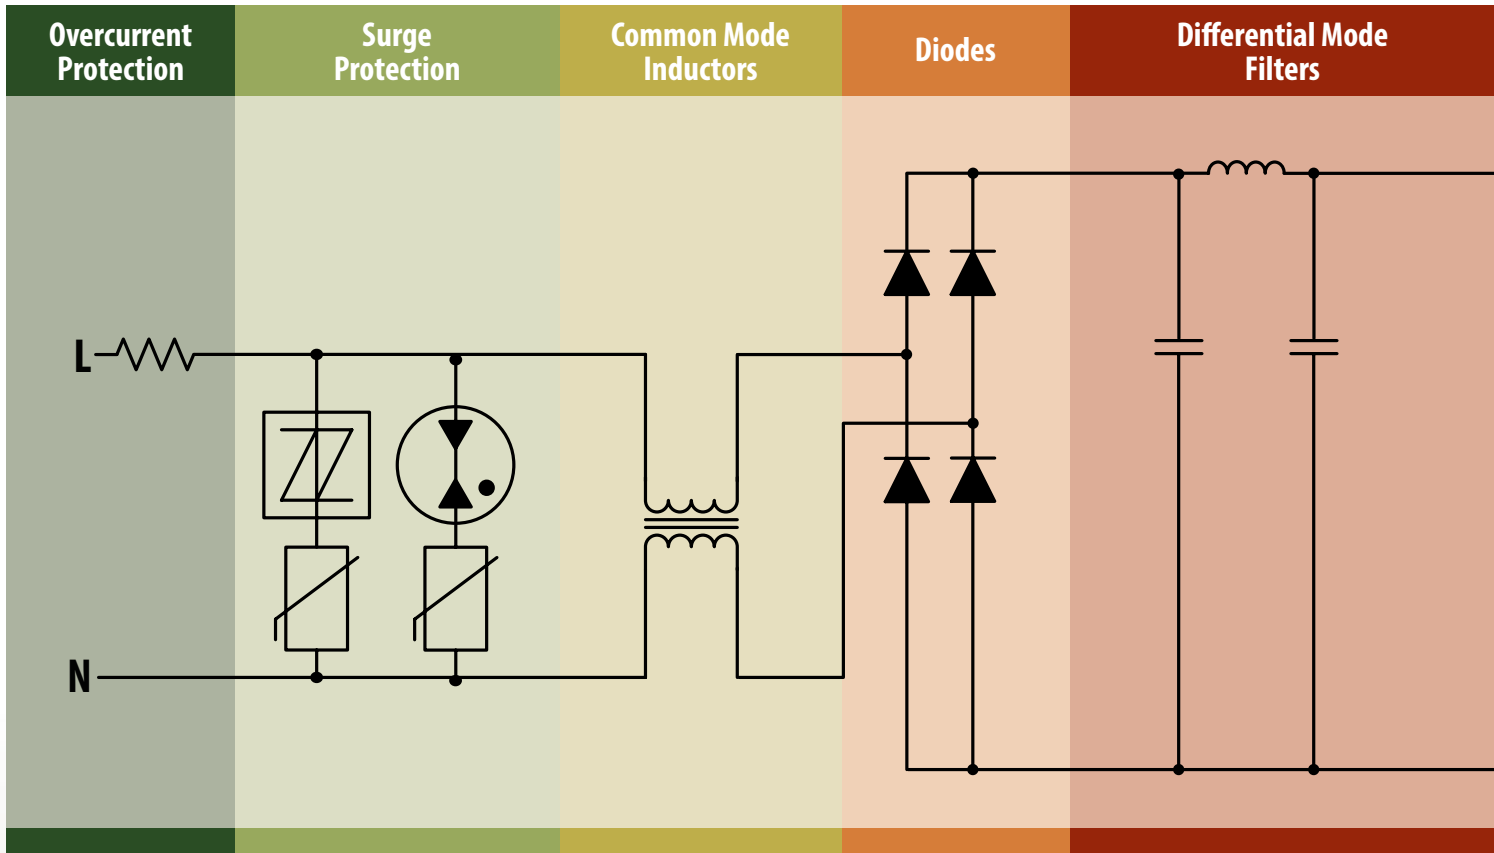 Overcurrent
Protection
Surge
Protection
Common Mode
Inductors
Diodes
Differential Mode
Filters
L
N